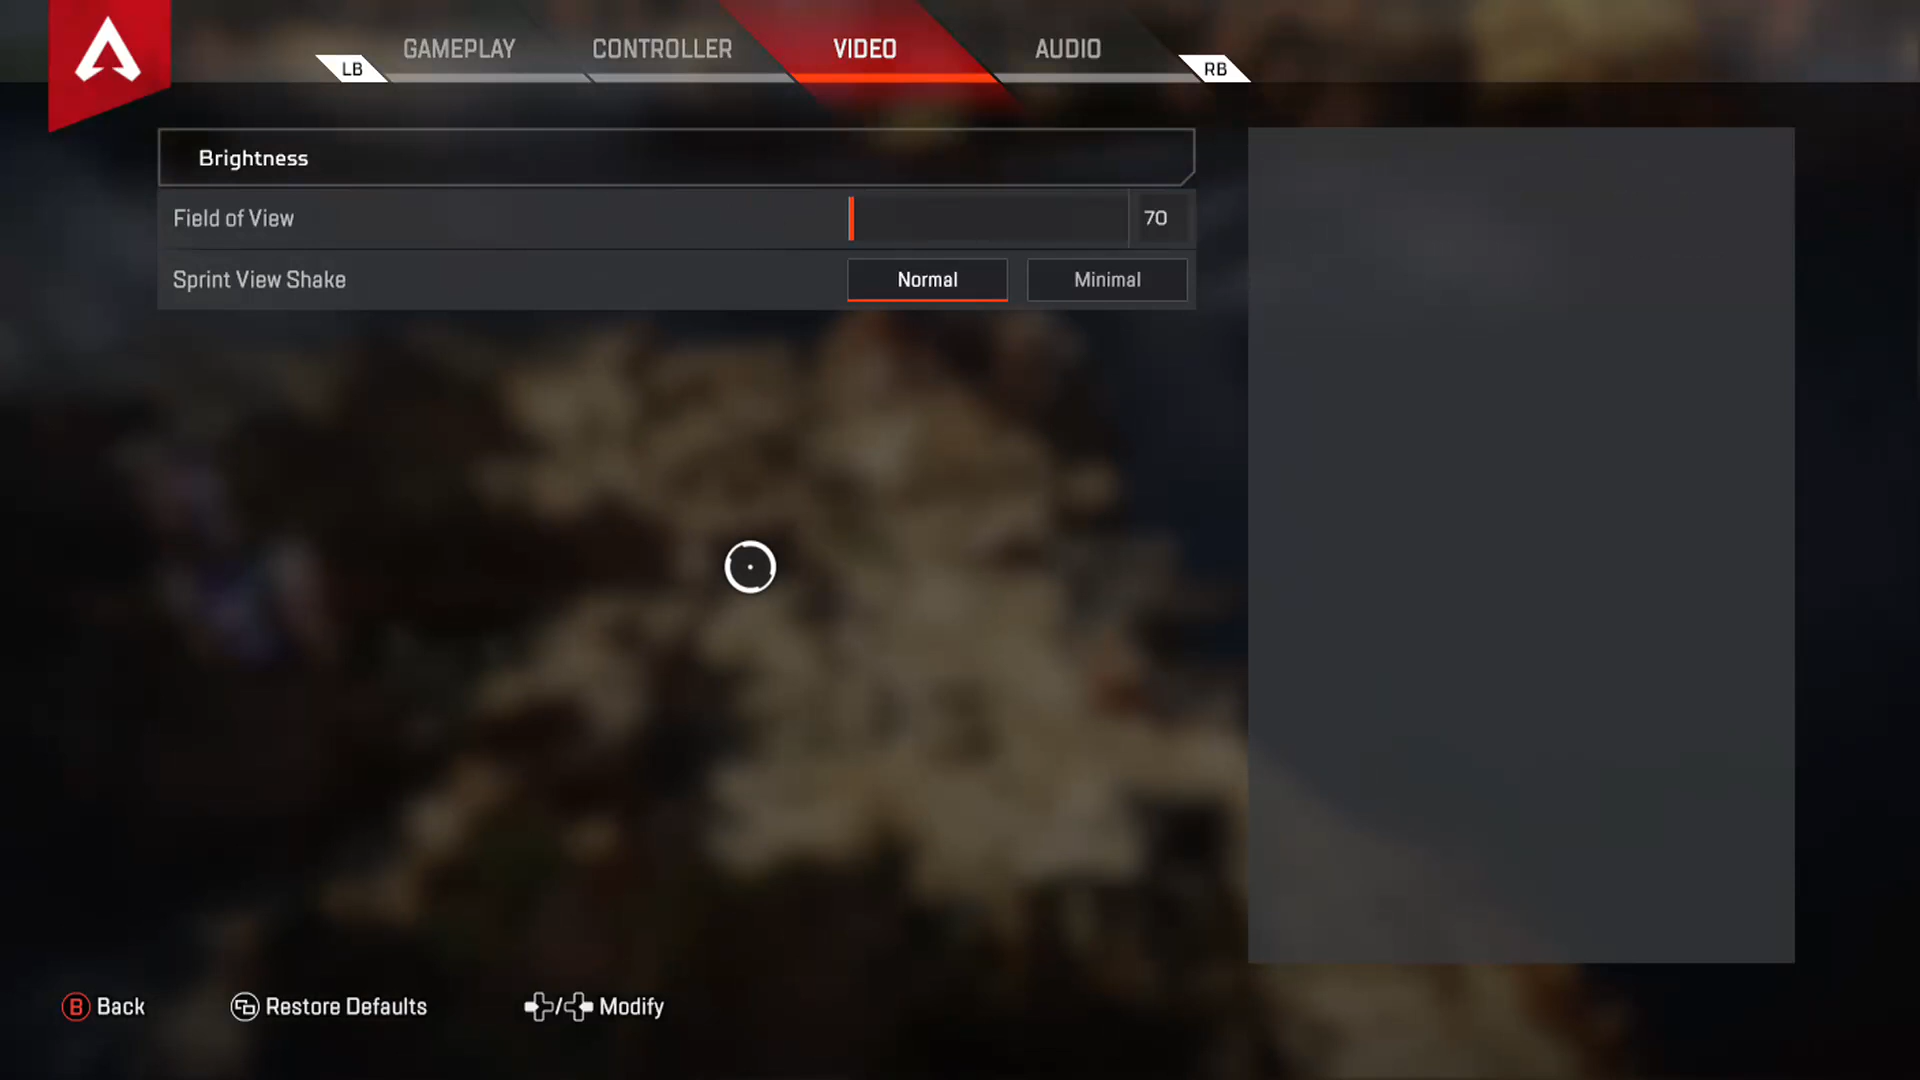 LB
GAMEPLAY
CONTROLLER
VIDEO
AUDIO
RB
Brightness
Field of View
70
Sprint View Shake
Normal
Minimal
B Back
Restore Defaults
/ Modify